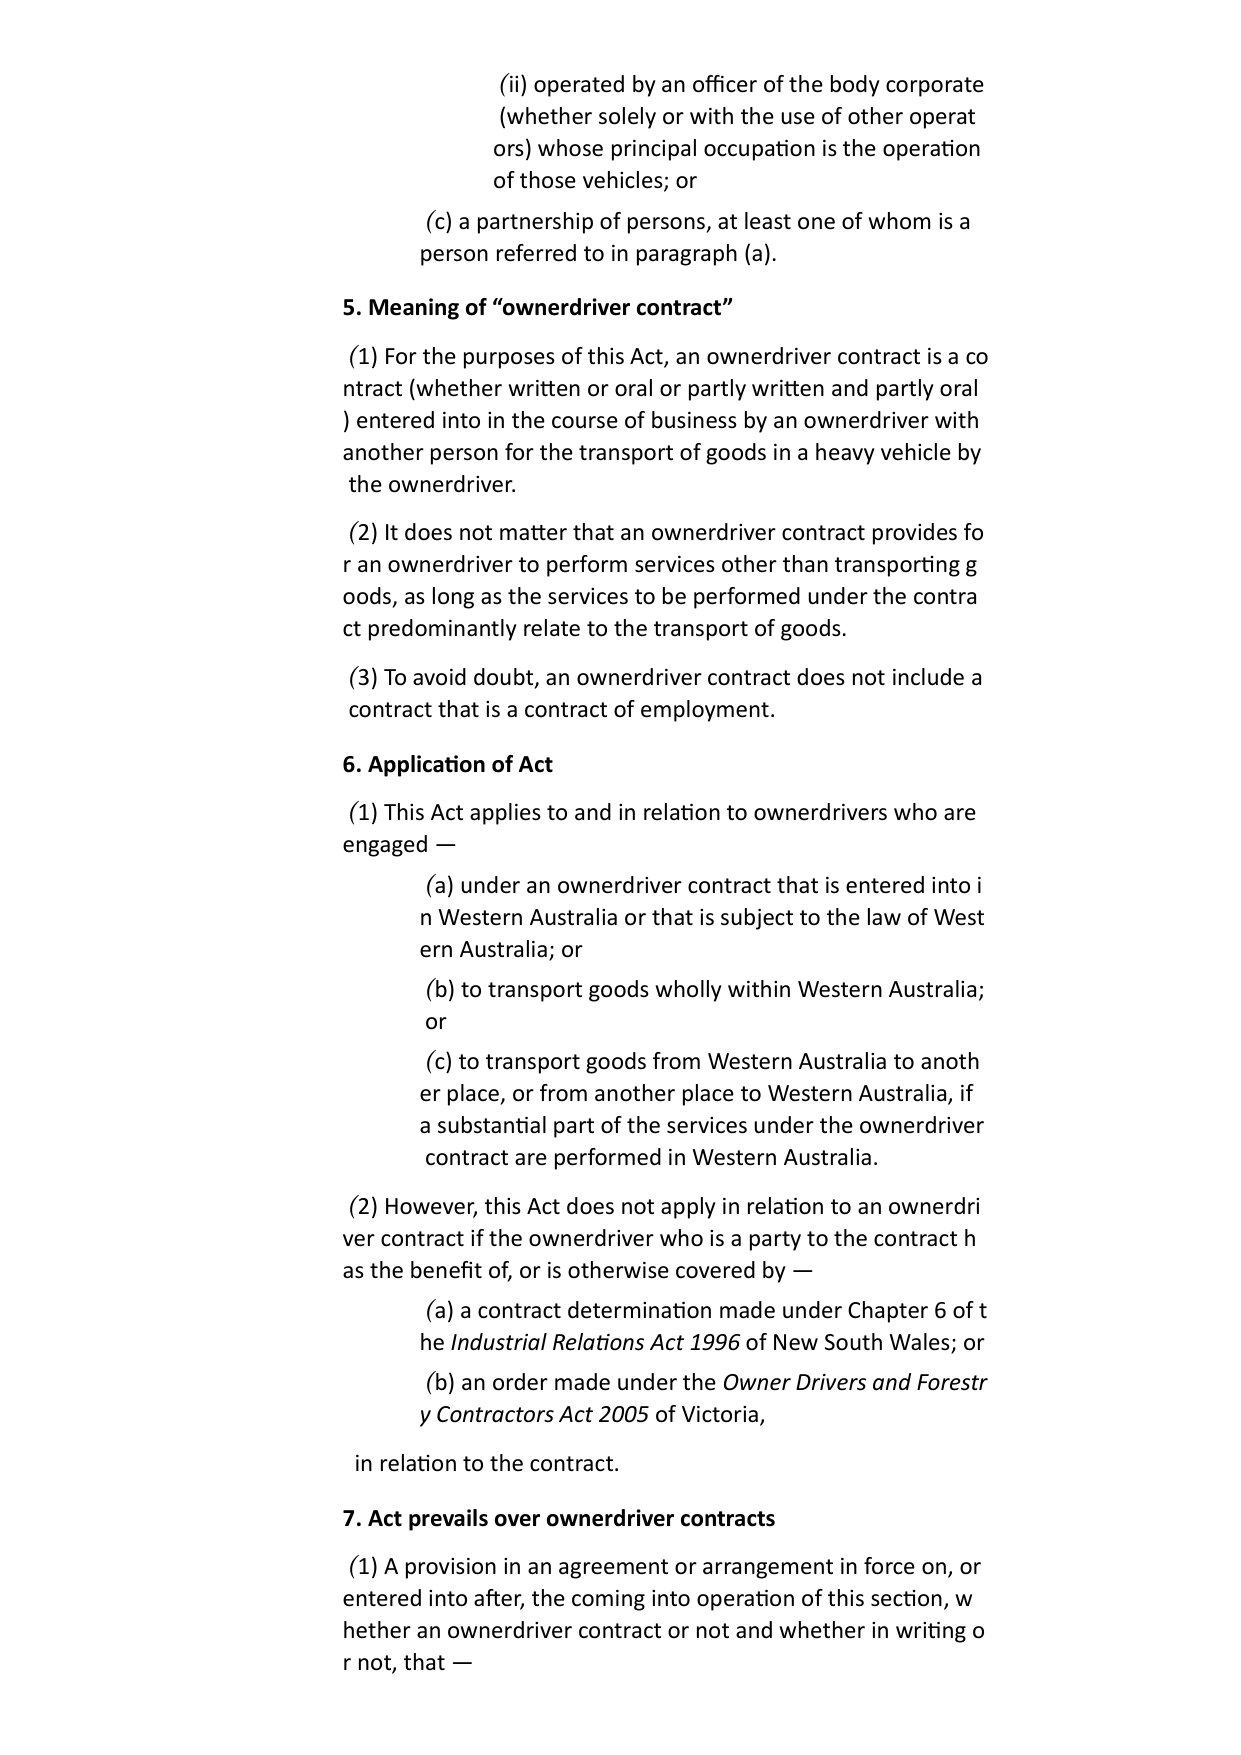 (ii) operated by an officer of the body corporate
(whether solely or with the use of other operat
ors) whose principal occupation is the operation
of those vehicles; or
(c) a partnership of persons, at least one of whom is a
person referred to in paragraph (a).
5. Meaning of “ownerdriver contract”
(1) For the purposes of this Act, an ownerdriver contract is a co
ntract (whether written or oral or partly written and partly oral
) entered into in the course of business by an ownerdriver with
another person for the transport of goods in a heavy vehicle by
the ownerdriver.
(2) It does not matter that an ownerdriver contract provides fo
r an ownerdriver to perform services other than transporting g
oods, as long as the services to be performed under the contra
ct predominantly relate to the transport of goods.
(3) To avoid doubt, an ownerdriver contract does not include a
contract that is a contract of employment.
6. Application of Act
(1) This Act applies to and in relation to ownerdrivers who are
engaged —
(a) under an ownerdriver contract that is entered into i
n Western Australia or that is subject to the law of West
ern Australia; or
(b) to transport goods wholly within Western Australia;
or
(c) to transport goods from Western Australia to anoth
er place, or from another place to Western Australia, if
a substantial part of the services under the ownerdriver
contract are performed in Western Australia.
(2) However, this Act does not apply in relation to an ownerdri
ver contract if the ownerdriver who is a party to the contract h
as the benefit of, or is otherwise covered by —
(a) a contract determination made under Chapter 6 of t
he Industrial Relations Act 1996 of New South Wales; or
(b) an order made under the Owner Drivers and Forestr
y Contractors Act 2005 of Victoria,
in relation to the contract.
7. Act prevails over ownerdriver contracts
(1) A provision in an agreement or arrangement in force on, or
entered into after, the coming into operation of this section, w
hether an ownerdriver contract or not and whether in writing o
r not, that —